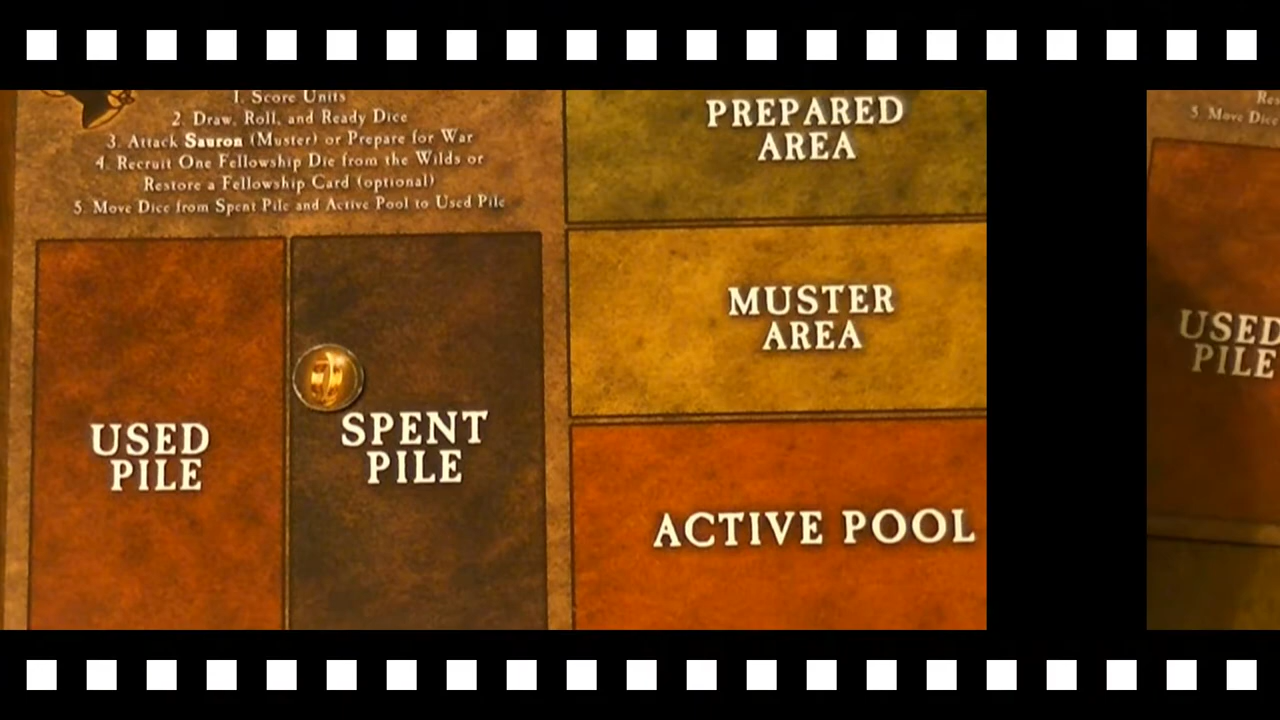 1. Score Units
2. Draw, Roll, and Ready Dice
3. Attack Sauron (Muster) or Prepare for War
4. Recruit One Fellowship Die from the Wilds or
Restore a Fellowship Card (optional)
5. Move Dice from Spent Pile and Active Pool to Used Pile
USED
PILE
SPENT
PILE
PREPARED
AREA
MUSTER
AREA
ACTIVE POOL
5. Move Dice
USED
PILE